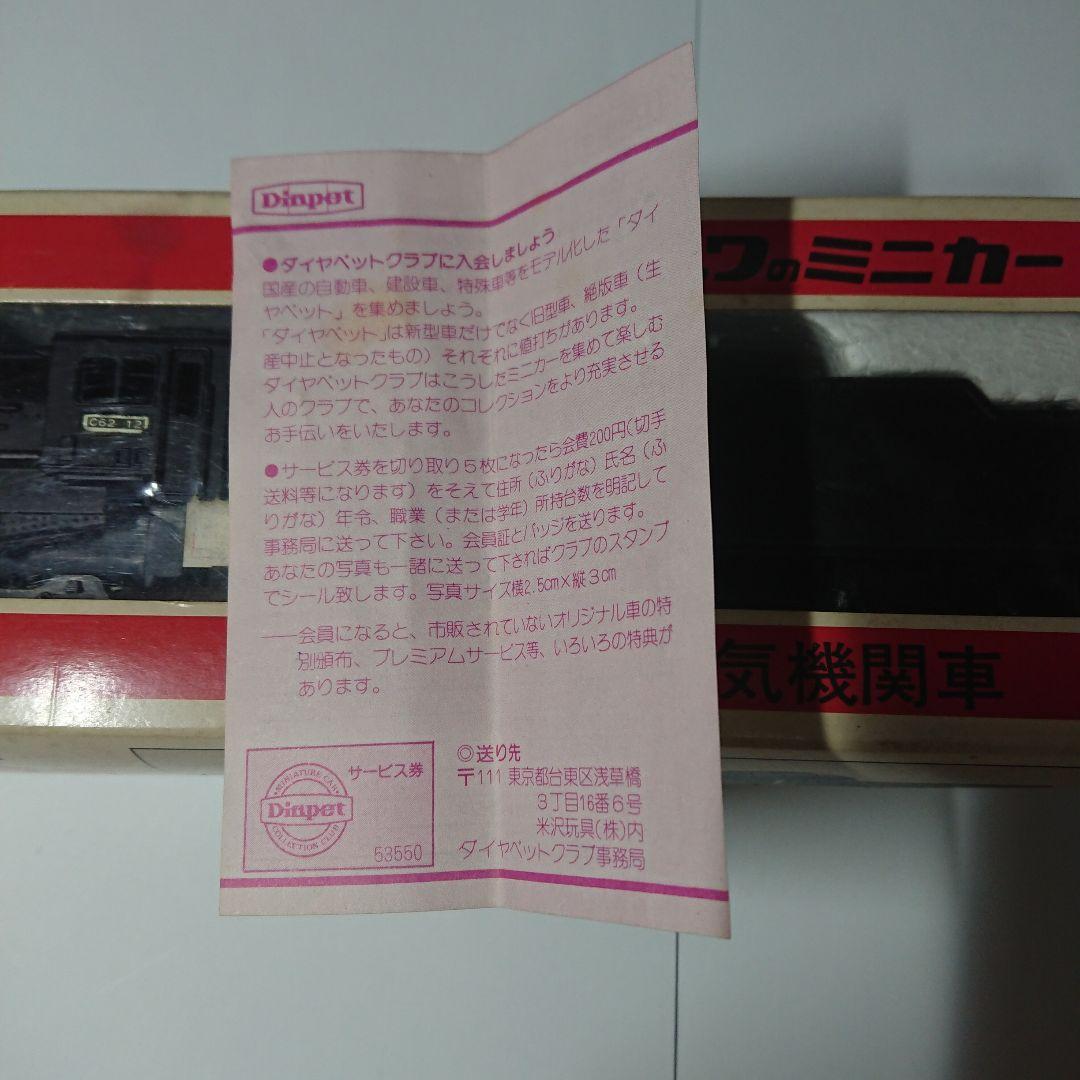 Diapet
●ダイヤペットクラブに入会しましょう
国産の自動車、建設車、特殊車等をモデル化した「ダイ
ヤペット」を集めましょう。
「ダイヤペット」は新型車だけでなく旧型車、絶版車（生
産中止となったもの）それぞれに値打ちがあります。
ダイヤペットクラブはこうしたミニカーを集めて楽しむ
人のクラブで、あなたのコレクションをより充実させる
お手伝いをいたします。
●サービス券を切り取り5枚になったら会費200円（切手
送料等になります）をそえて住所（ふりがな）氏名（ふ
りがな）年令、職業（または学年）所持台数を明記して
事務局に送って下さい。会員証とバッジを送ります。
あなたの写真も一諸に送って下さればクラブのスタンプ
でシール致します。写真サイズ横2.5cm×縦3cm
──会員になると、市販されていないオリジナル車の特
別頒布、プレミアムサービス等、いろいろの特典が
あります。
サービス券
MINIATURE CAR
Diapet
COLLECTION CLUB
53550
◎送り先
〒111 東京都台東区浅草橋
3丁目16番6号
米沢玩具(株)内
ダイヤペットクラブ事務局
のミニカー
C62 12
気機関車